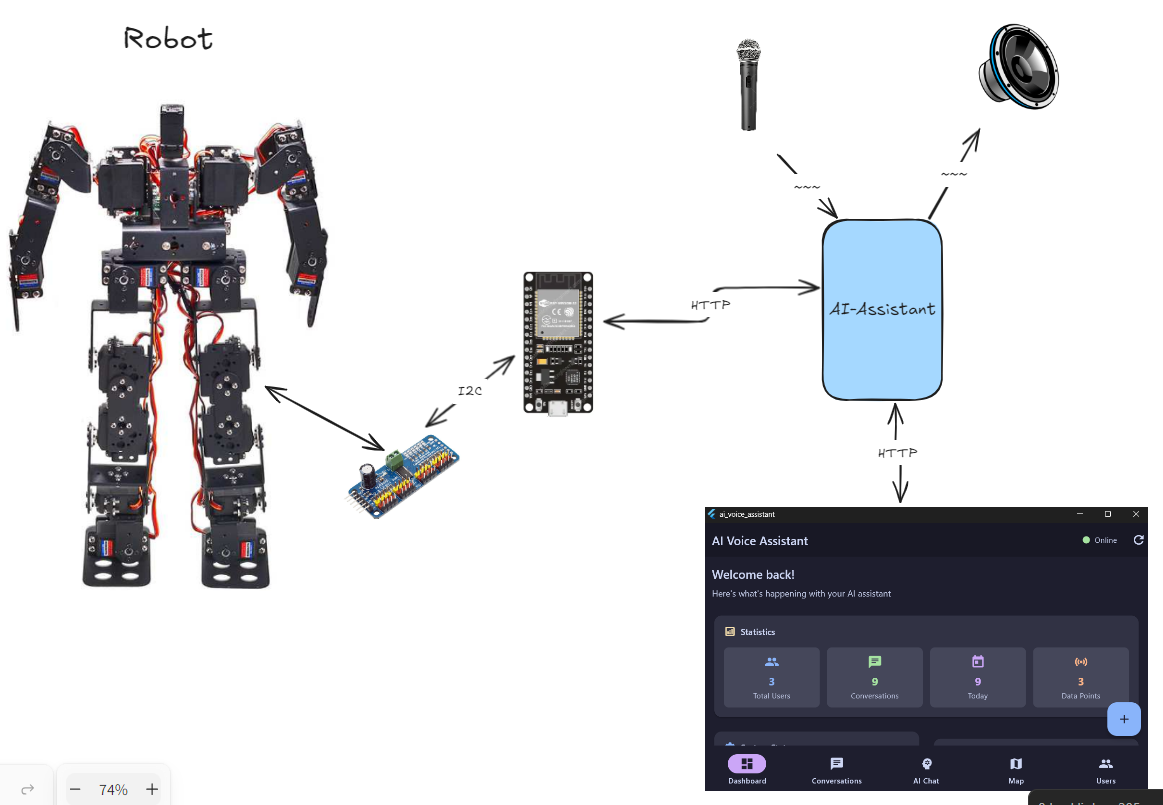 Robot
~~~
~~~
HTTP
AI-Assistant
I2C
HTTP
ai_voice_assistant
AI Voice Assistant
Online
Welcome back!
Here's what's happening with your AI assistant
Statistics
3
9
9
3
Total Users
Conversations
Today
Data Points
+
Dashboard
Conversations
AI Chat
Map
Users
74%